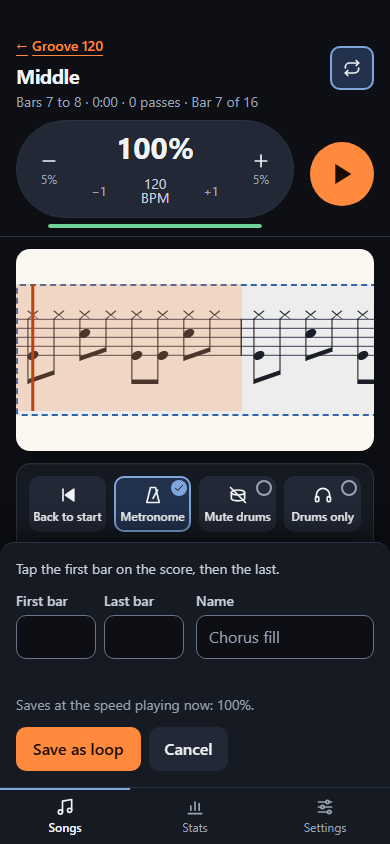 ← Groove 120
Middle
Bars 7 to 8 · 0:00 · 0 passes · Bar 7 of 16
100%
− +
5% 5%
−1 120 +1
BPM
Back to start Metronome Mute drums Drums only
Tap the first bar on the score, then the last.
First bar Last bar Name
Chorus fill
Saves at the speed playing now: 100%.
Save as loop Cancel
Songs Stats Settings